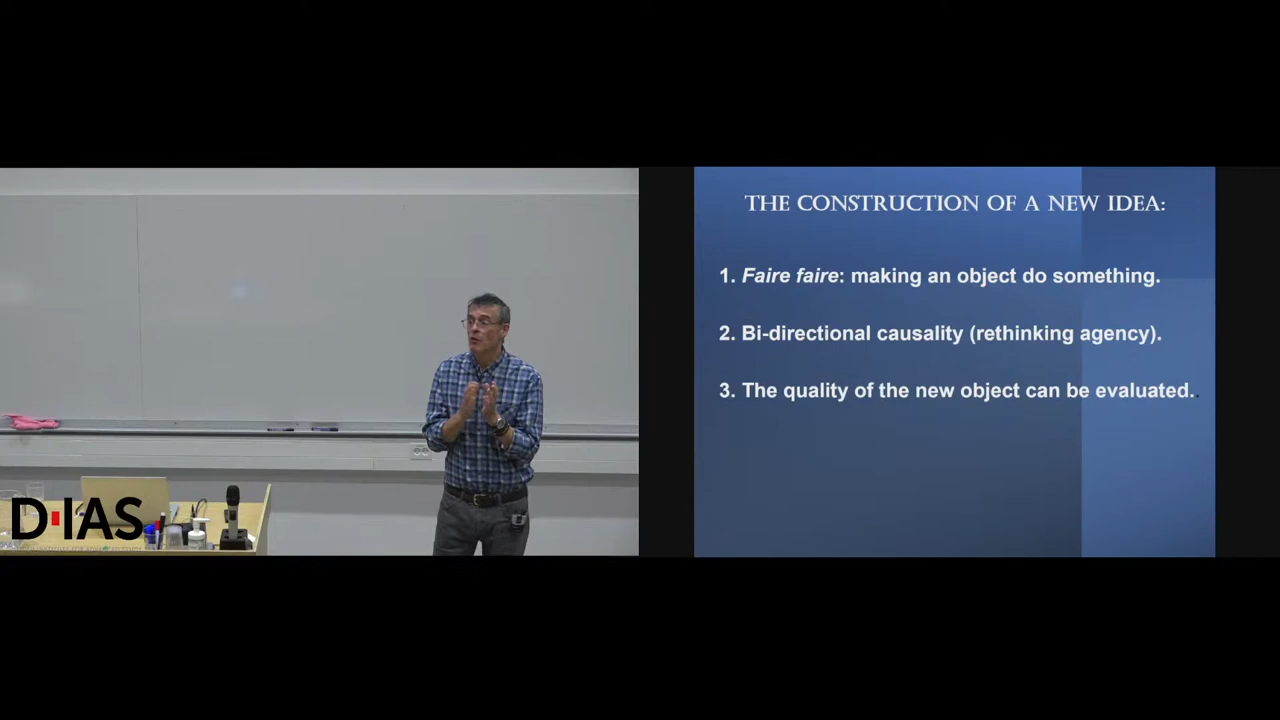 THE CONSTRUCTION OF A NEW IDEA:
1. Faire faire: making an object do something.
2. Bi-directional causality (rethinking agency).
3. The quality of the new object can be evaluated..
D·IAS